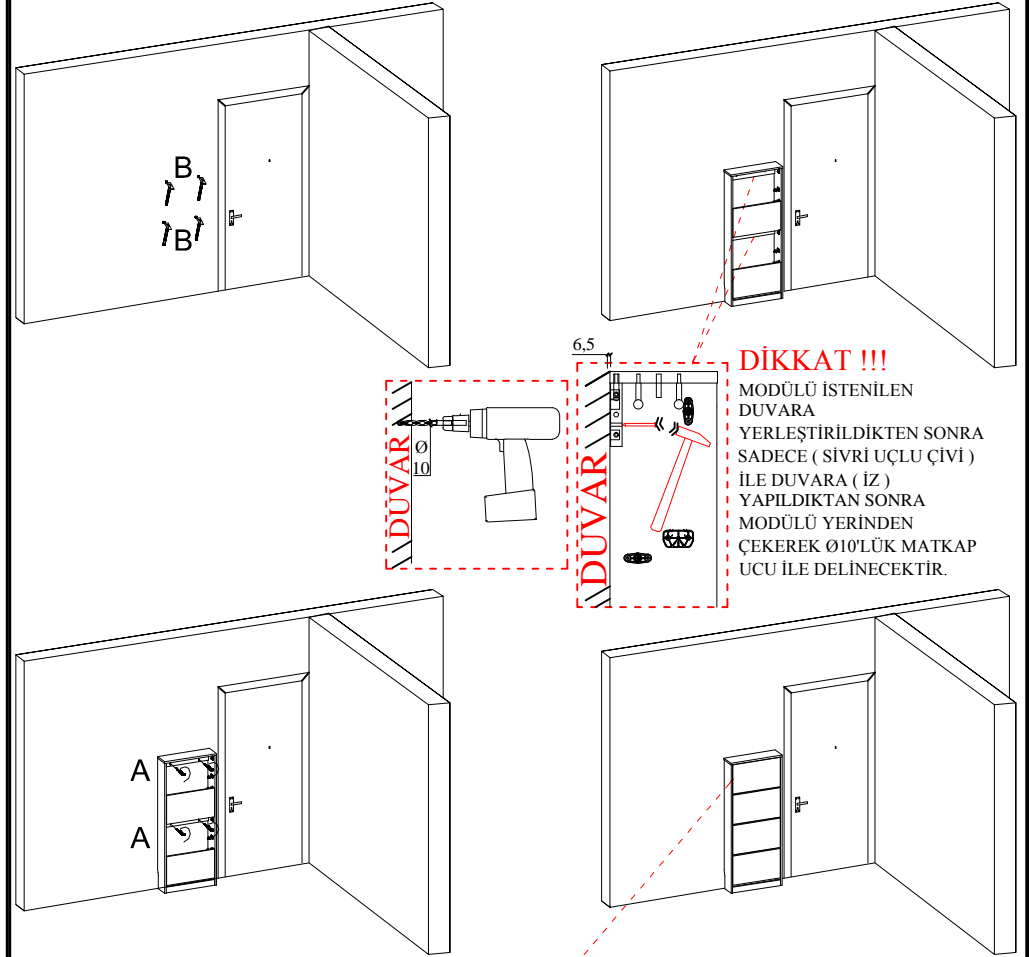 B
B
6,5
DİKKAT !!!
MODÜLÜ İSTENİLEN
DUVARA
YERLEŞTİRİLDİKTEN SONRA
SADECE ( SİVRİ UÇLU ÇİVİ )
İLE DUVARA ( İZ )
YAPILDIKTAN SONRA
MODÜLÜ YERİNDEN
ÇEKEREK Ø10'LÜK MATKAP
UCU İLE DELİNECEKTİR.
DUVAR
Ø
10
DUVAR
A
A